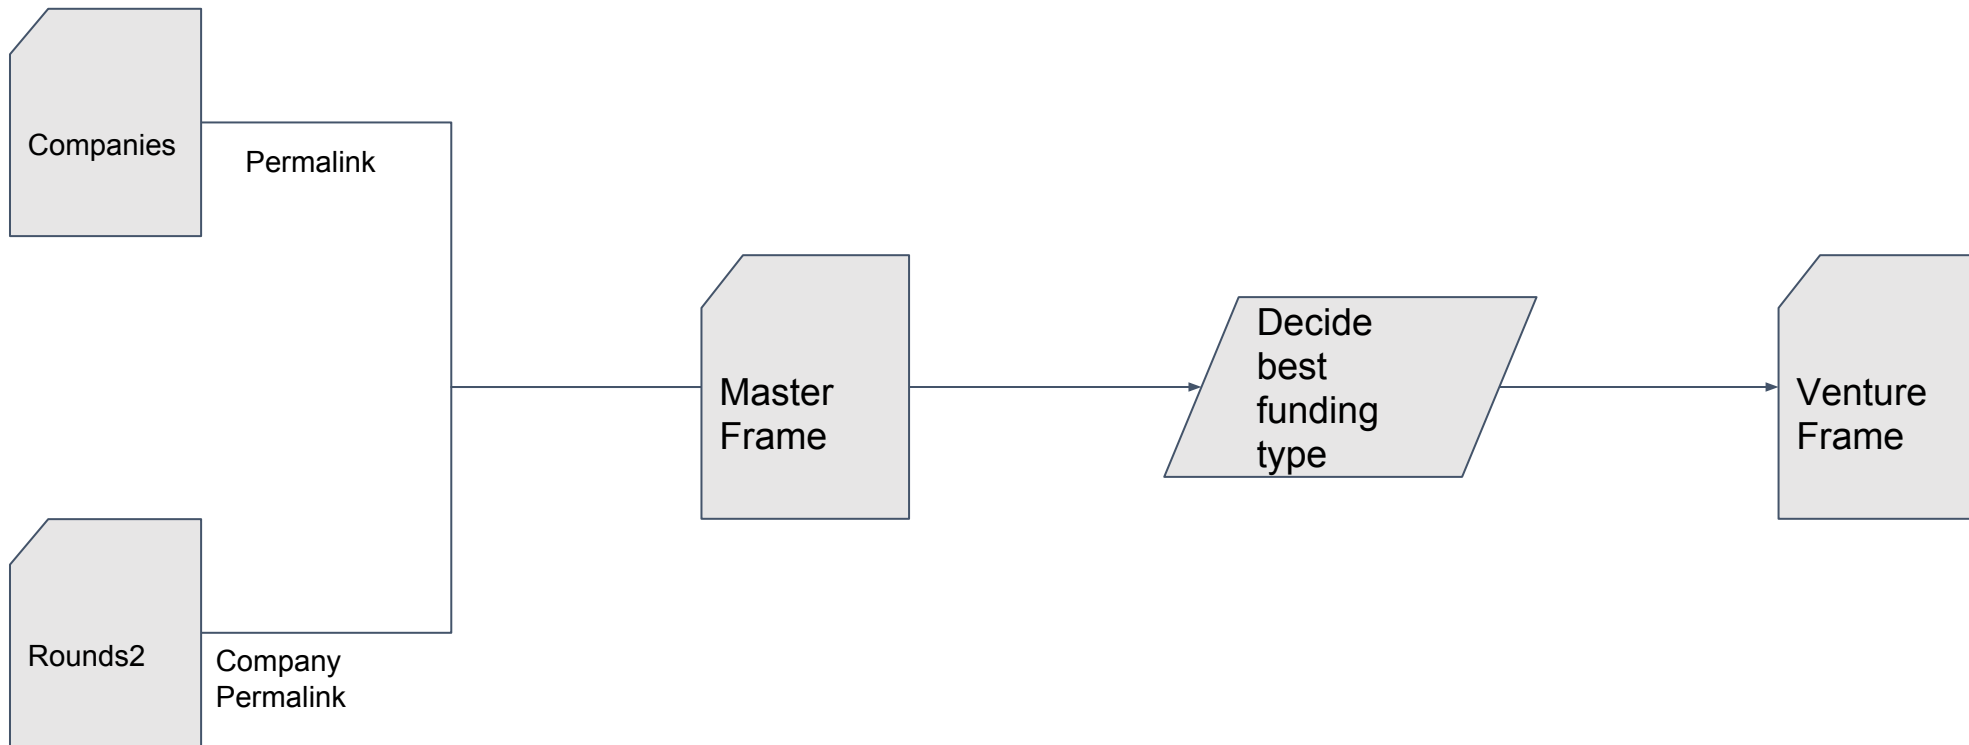 Companies
Permalink
Master
Frame
Decide
best
funding
type
Venture
Frame
Rounds2
Company
Permalink